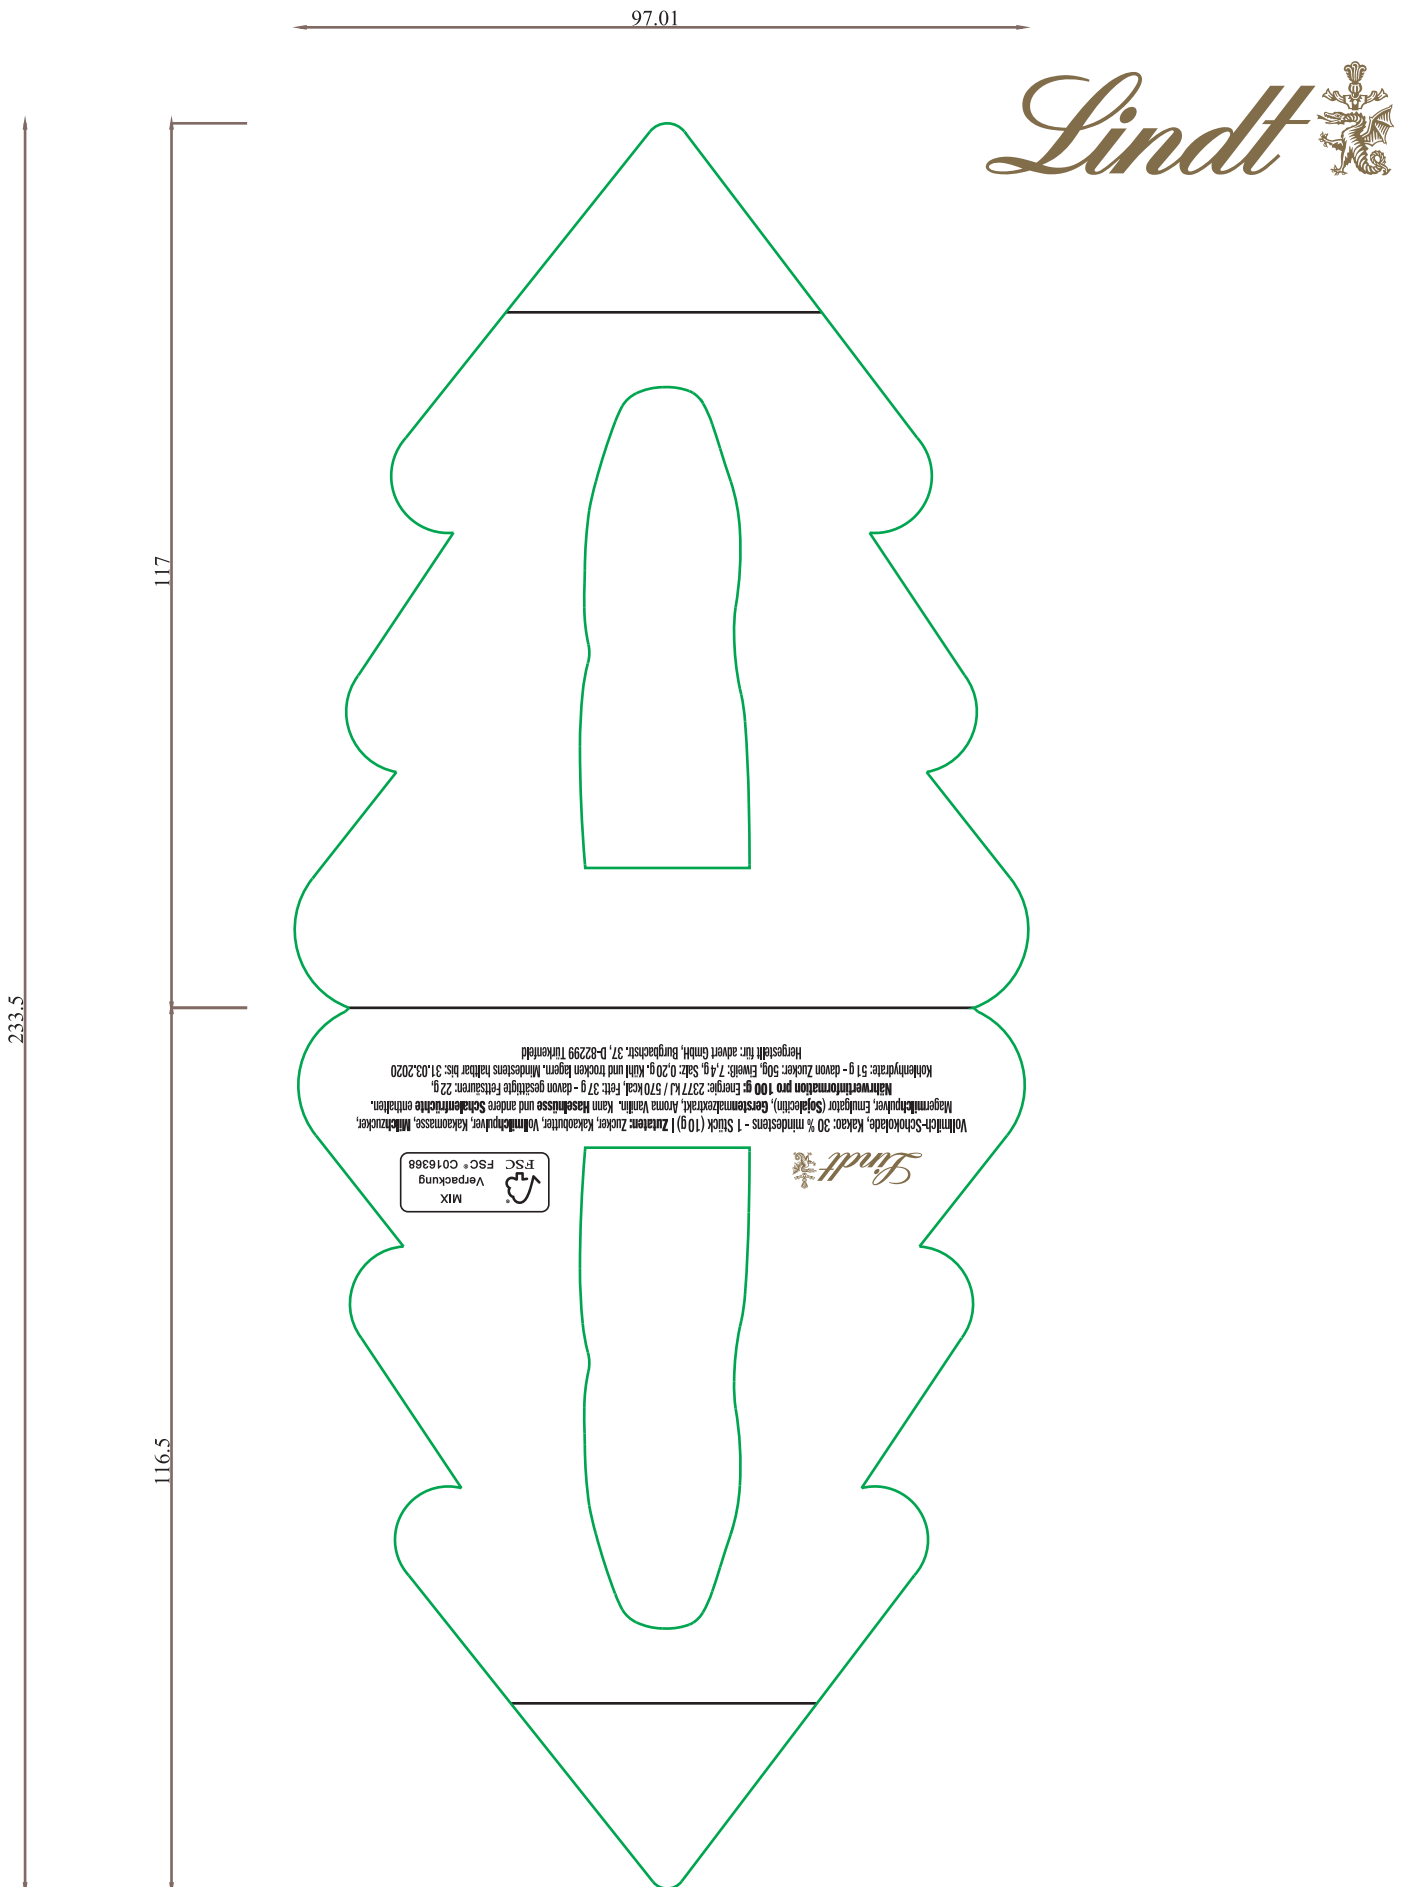 97.01
Lindt
117
233.5
116.5
MIX
Verpackung
FSC FSC® C016368
Lindt
Vollmilch-Schokolade, Kakao: 30 % mindestens - 1 Stück (10 g) | Zutaten: Zucker, Kakaobutter, Vollmilchpulver, Kakaomasse, Milchzucker,
Magermilchpulver, Emulgator (Sojalecitin), Gerstenmalzextrakt, Aroma Vanilin. Kann Haselnüsse und andere Schalenfrüchte enthalten.
Nährwertinformation pro 100 g: Energie: 2377 kJ / 570 kcal, Fett: 37 g - davon gesättigte Fettsäuren: 22 g,
Kohlenhydrate: 51 g - davon Zucker: 50g, Eiweiß: 7,4 g, Salz: 0,20 g. Kühl und trocken lagern. Mindestens haltbar bis: 31.03.2020
Hergestellt für: advert GmbH, Burgbachstr. 37, D-82299 Türkenfeld